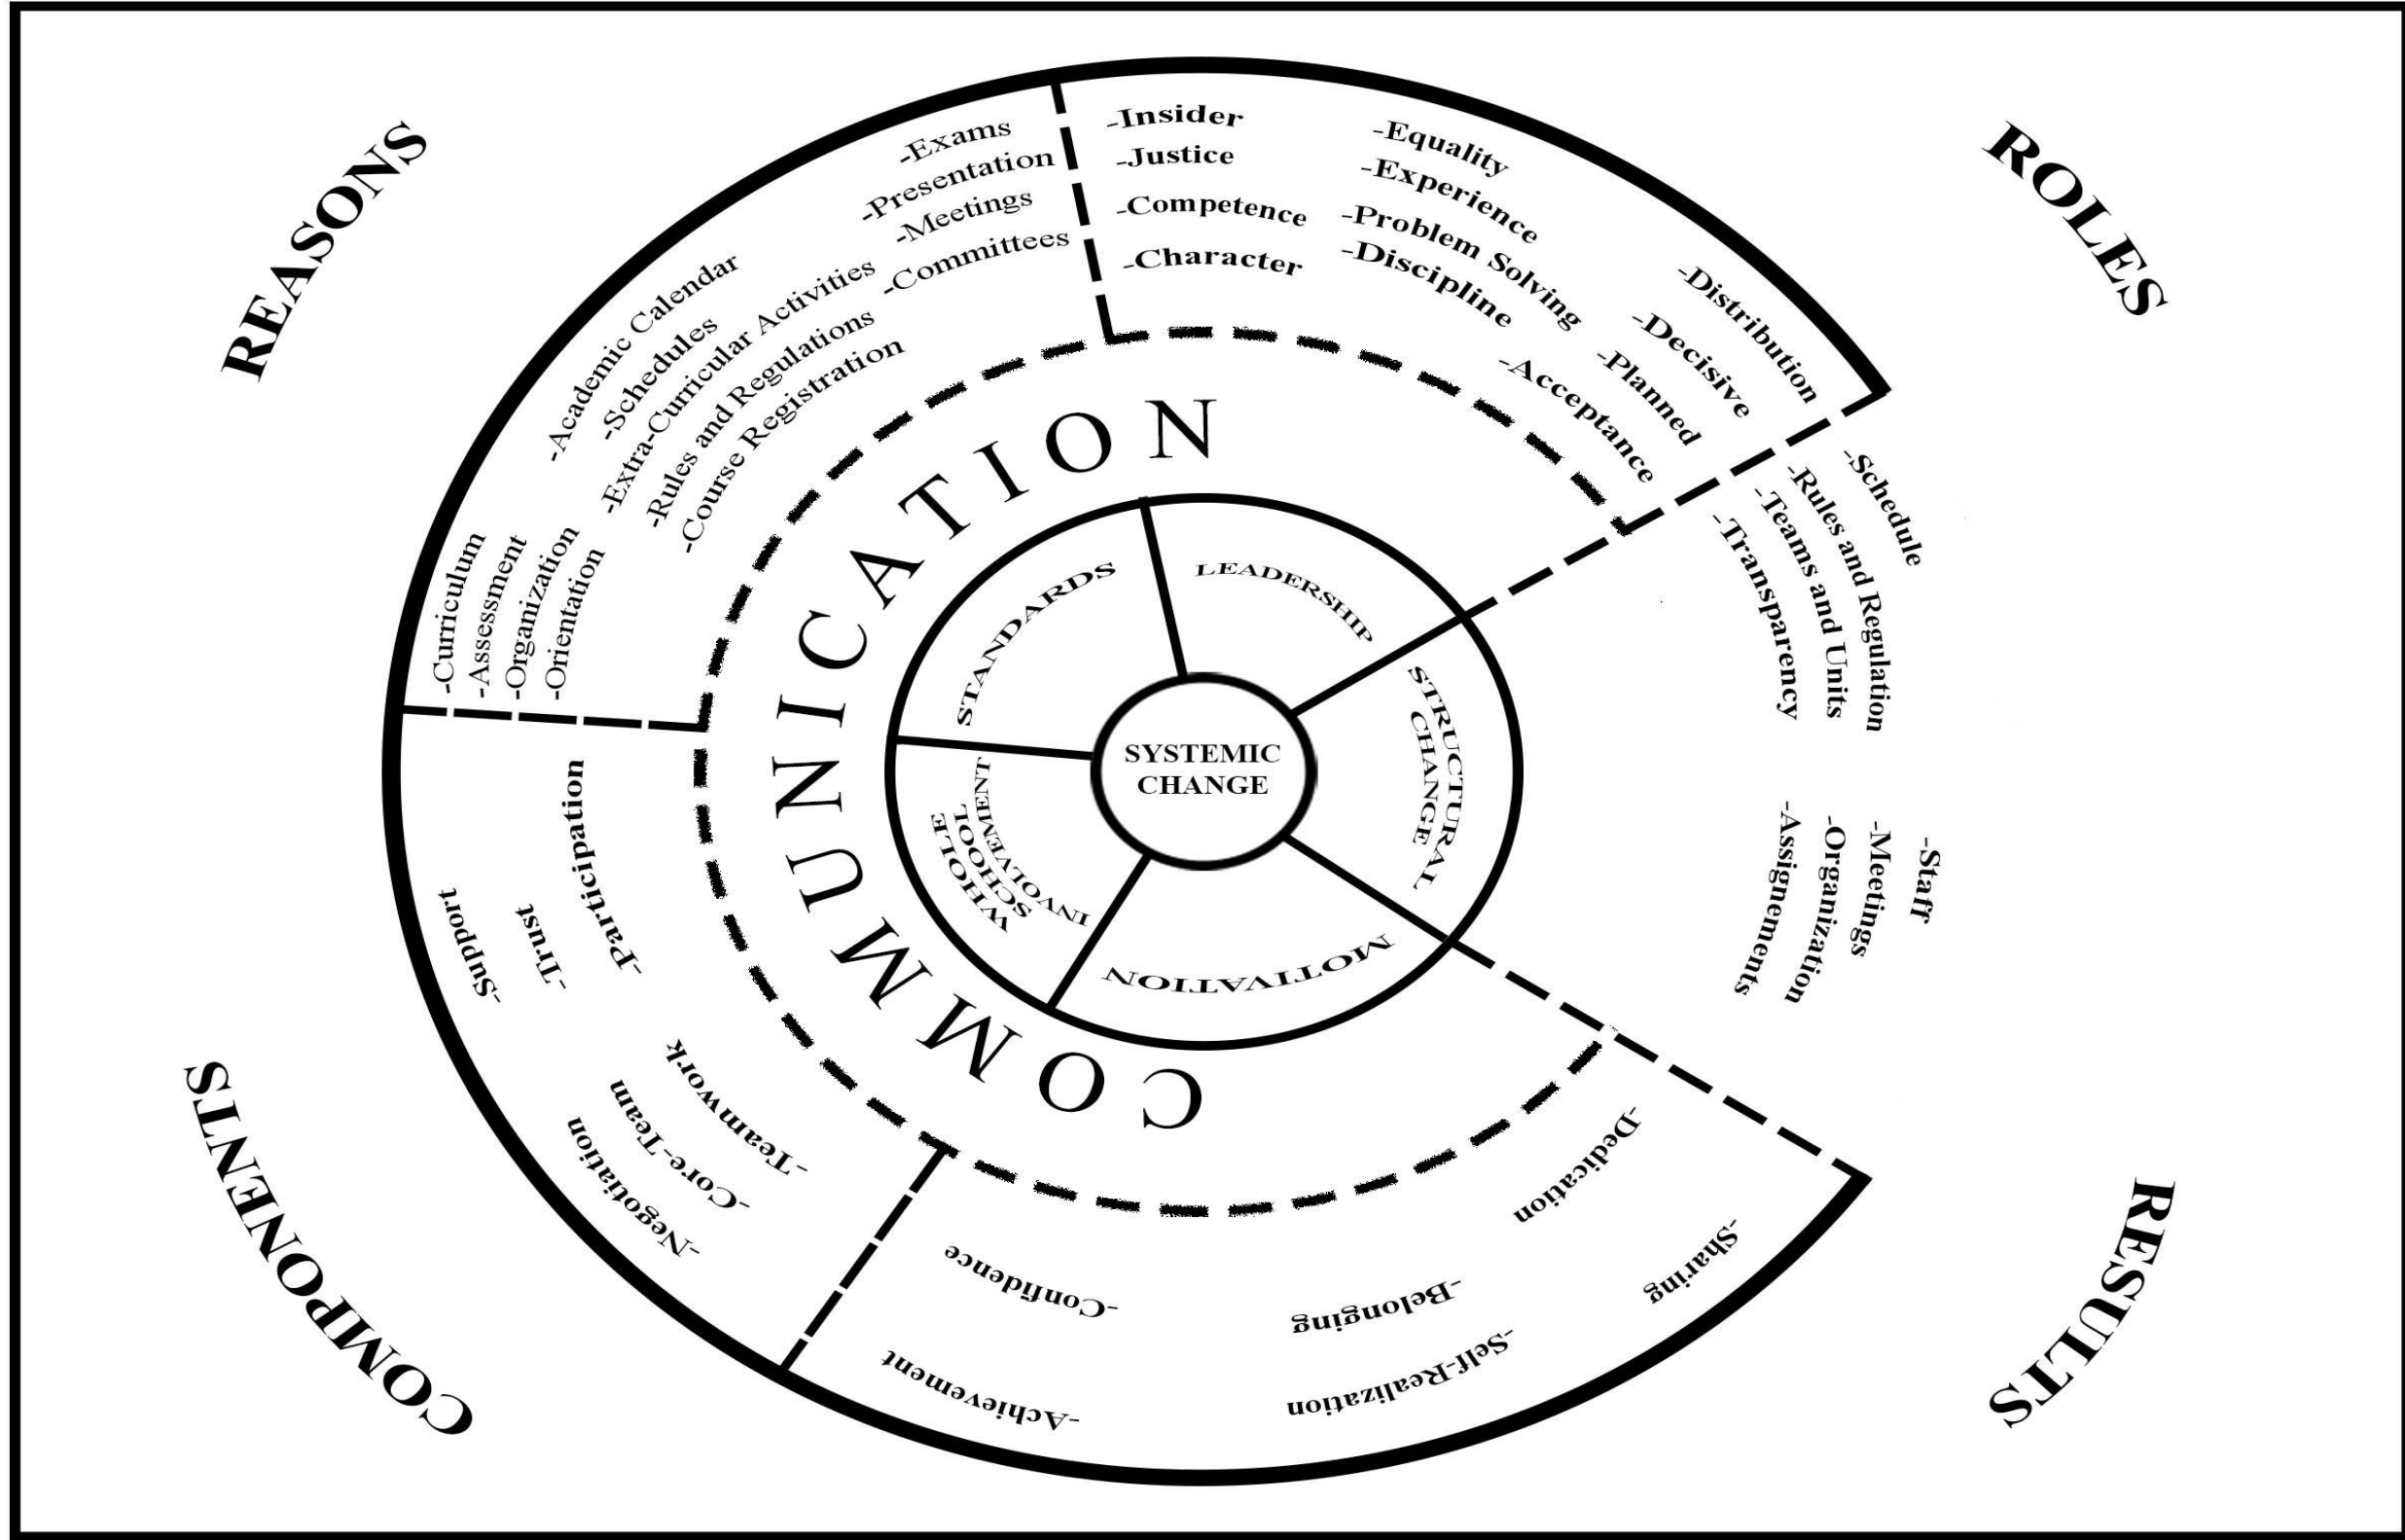 REASONS
ROLES
COMPONENTS
RESULTS
SYSTEMIC
CHANGE
STANDARDS
LEADERSHIP
STRUCTURAL
CHANGE
MOTIVATION
WHOLE
SCHOOL
INVOLVEMENT
COMMUNICATION
-Curriculum
-Assessment
-Organization
-Orientation
-Academic Calendar
-Schedules
-Extra-Curricular Activities
-Rules and Regulations
-Course Registration
-Exams
-Presentation
-Meetings
-Committees
-Insider
-Justice
-Competence
-Character
-Equality
-Experience
-Problem Solving
-Discipline
-Distribution
-Decisive
-Planned
-Acceptance
-Schedule
-Rules and Regulation
-Teams and Units
-Transparency
-Staff
-Meetings
-Organization
-Assignements
-Dedication
-Sharing
-Belonging
-Self-Realization
-Confidence
-Achievement
-Teamwork
-Core-Team
-Negotiation
-Participation
-Trust
-Support